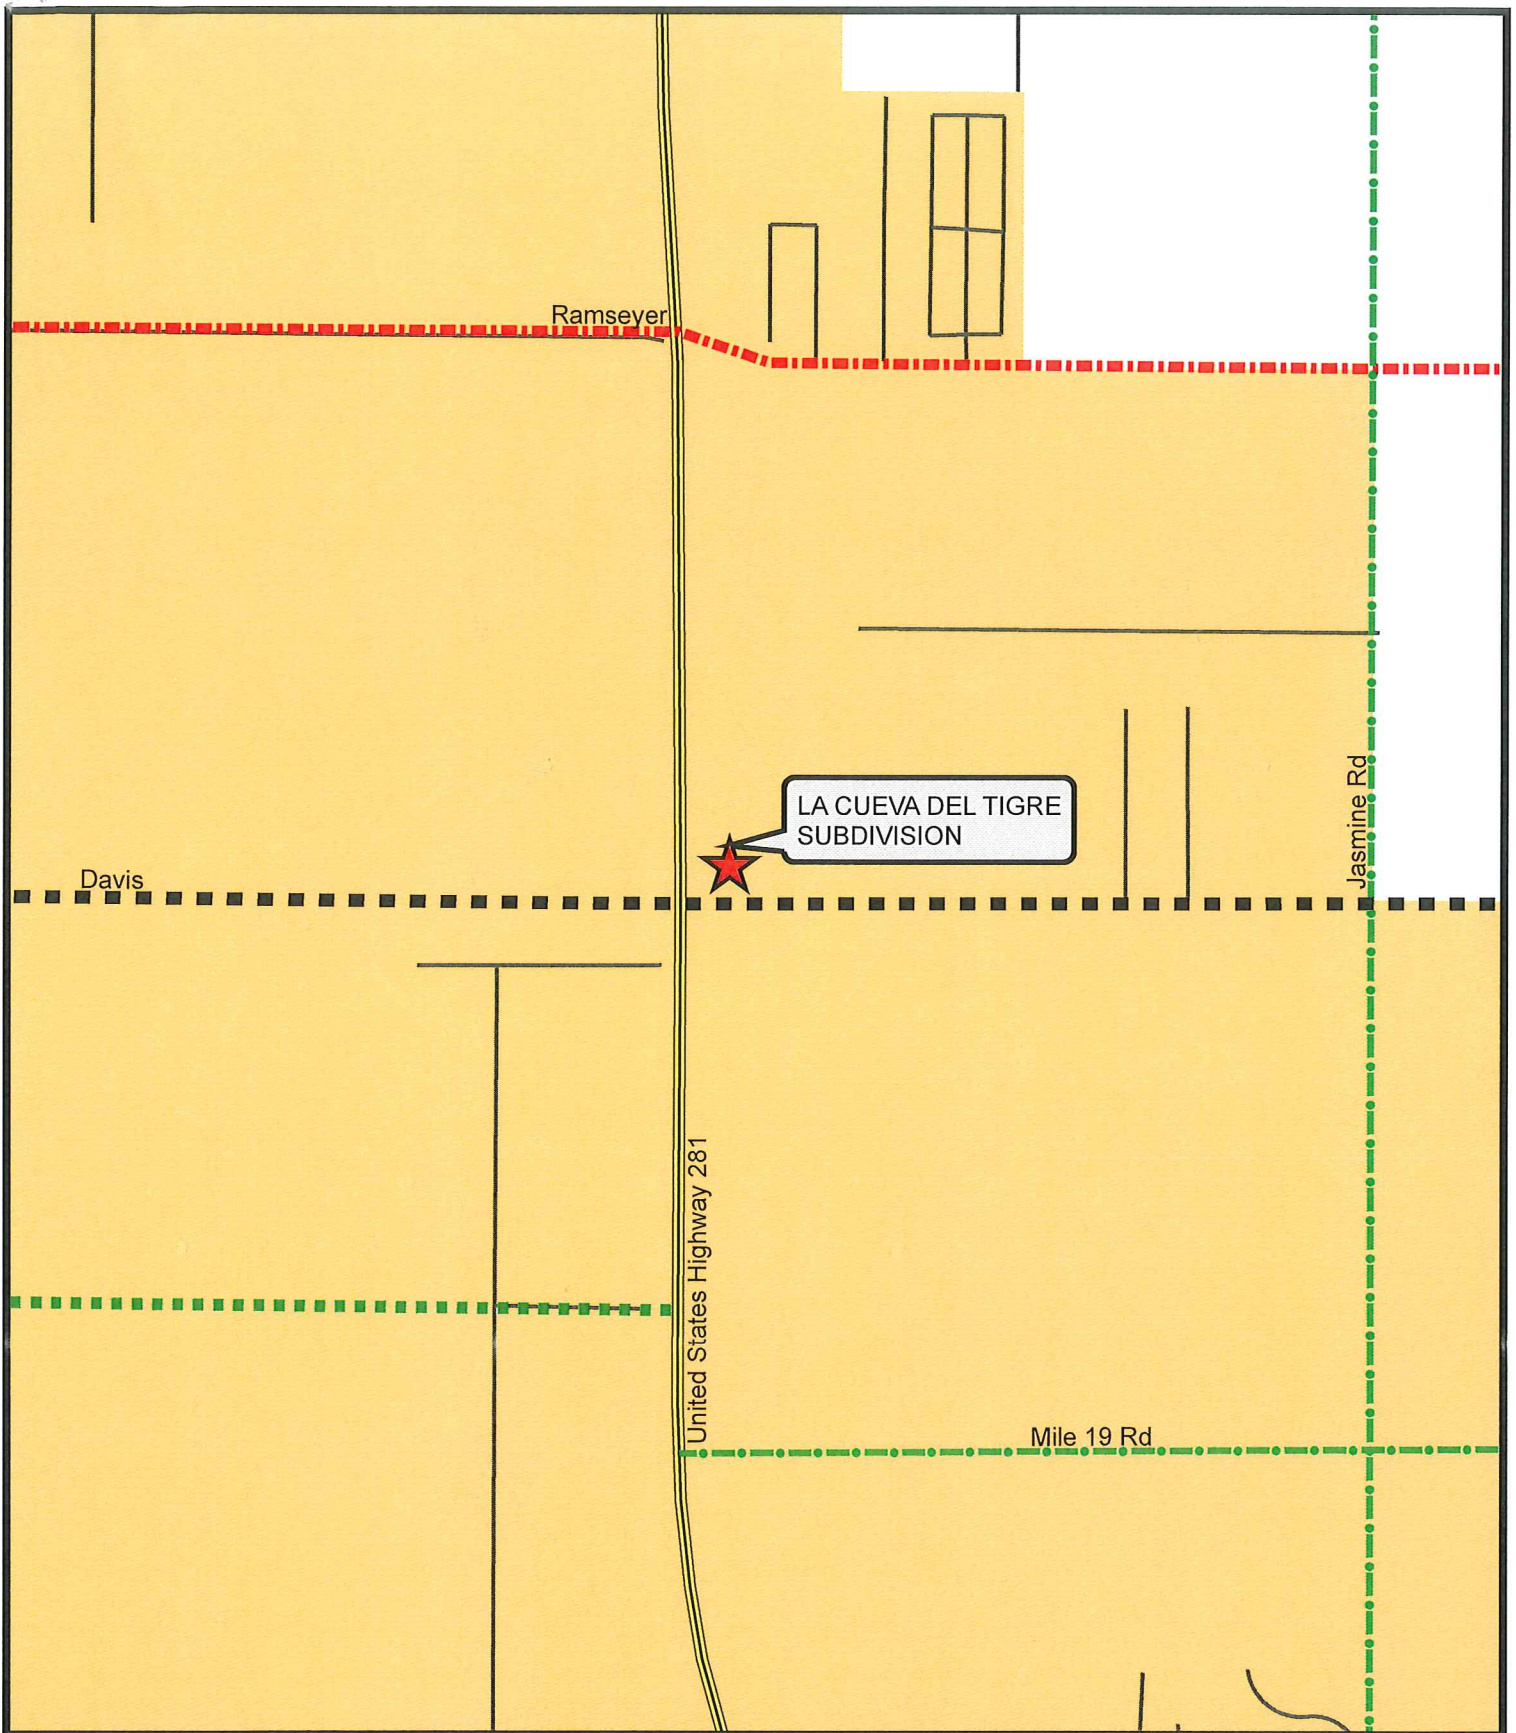 Ramseyer
LA CUEVA DEL TIGRE
SUBDIVISION
Jasmine Rd
Davis
United States Highway 281
Mile 19 Rd